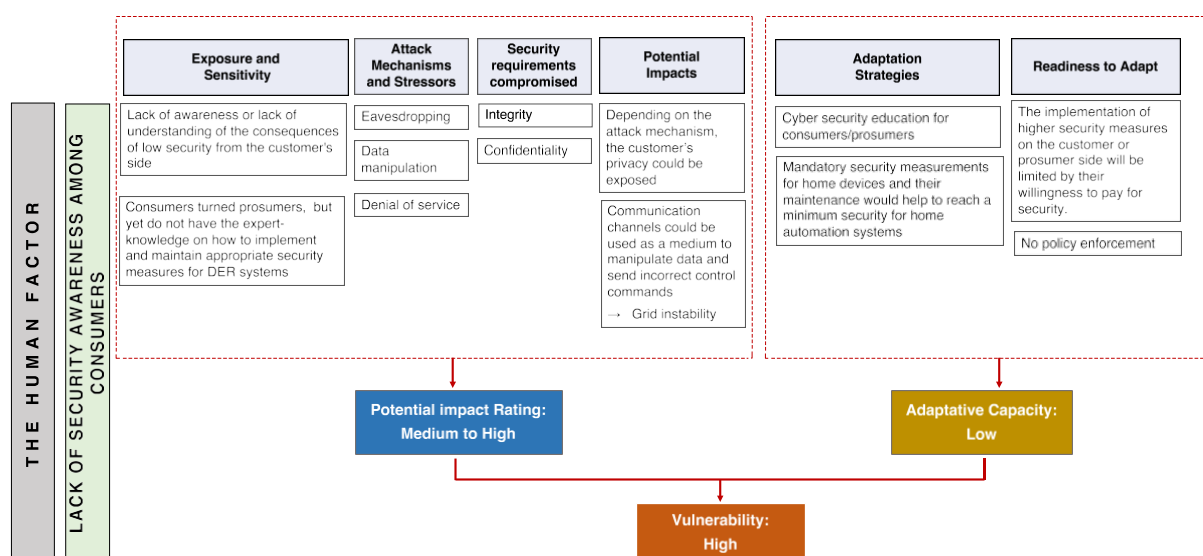 THE HUMAN FACTOR
LACK OF SECURITY AWARENESS AMONG
CONSUMERS
Exposure and
Sensitivity
Lack of awareness or lack of
understanding of the consequences
of low security from the customer's
side
Consumers turned prosumers, but
yet do not have the expert-
knowledge on how to implement
and maintain appropriate security
measures for DER systems
Attack
Mechanisms
and Stressors
Eavesdropping
Data
manipulation
Denial of service
Security
requirements
compromised
Integrity
Confidentiality
Potential
Impacts
Depending on the
attack mechanism,
the customer's
privacy could be
exposed
Communication
channels could be
used as a medium to
manipulate data and
send incorrect control
commands
→ Grid instability
Adaptation
Strategies
Cyber security education for
consumers/prosumers
Mandatory security measurements
for home devices and their
maintenance would help to reach a
minimum security for home
automation systems
Readiness to Adapt
The implementation of
higher security measures
on the customer or
prosumer side will be
limited by their
willingness to pay for
security.
No policy enforcement
Potential impact Rating:
Medium to High
Adaptative Capacity:
Low
Vulnerability:
High